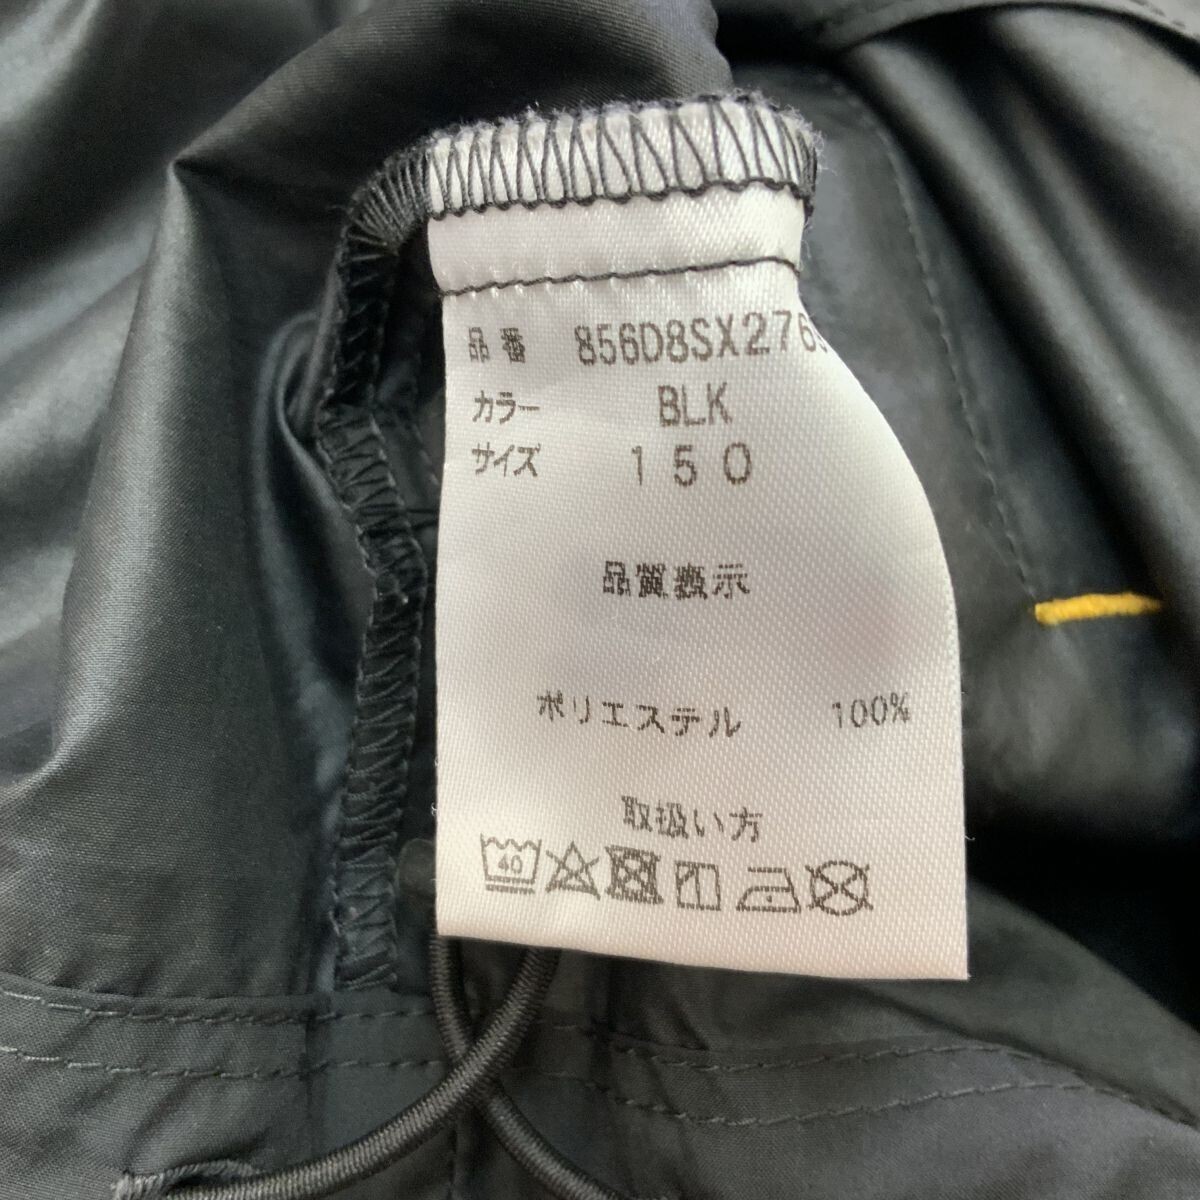 品番 856D8SX276
カラー BLK
サイズ 150
品質表示
ポリエステル 100%
取扱い方
40